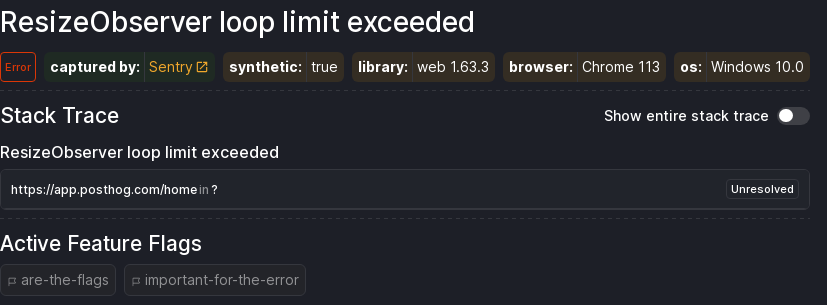 ResizeObserver loop limit exceeded
Error captured by: Sentry synthetic: true library: web 1.63.3 browser: Chrome 113 os: Windows 10.0
Stack Trace Show entire stack trace
ResizeObserver loop limit exceeded
https://app.posthog.com/home in ? Unresolved
Active Feature Flags
are-the-flags important-for-the-error